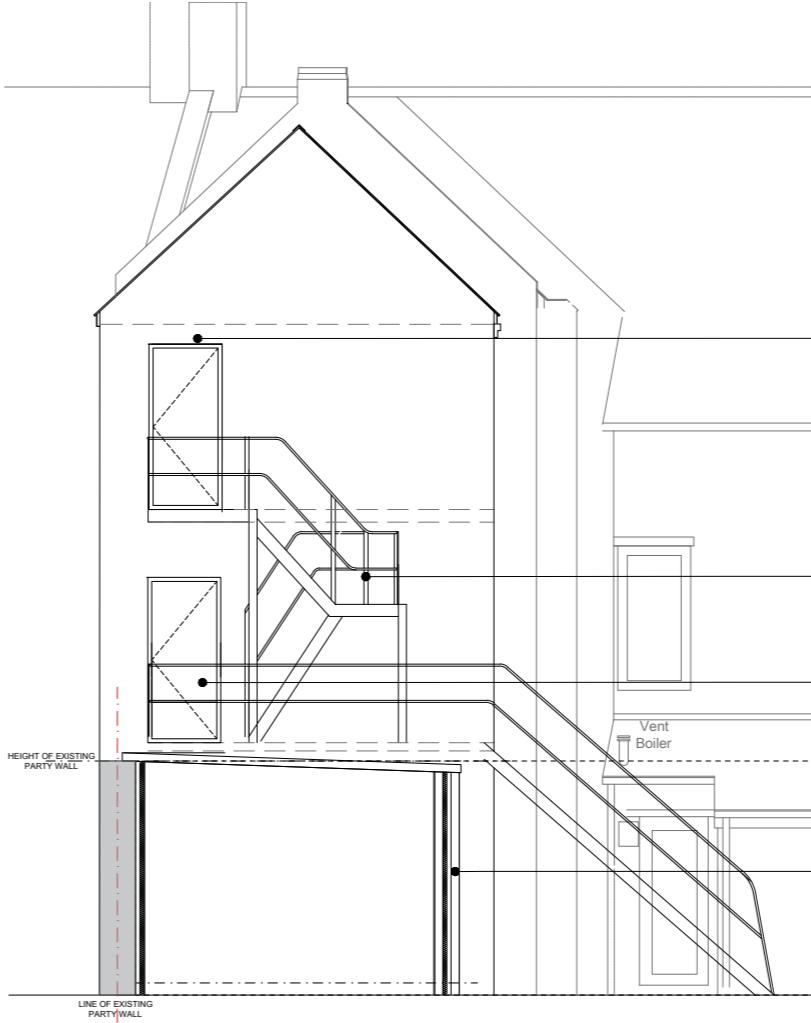 Vent
Boiler
HEIGHT OF EXISTING
PARTY WALL
LINE OF EXISTING
PARTY WALL